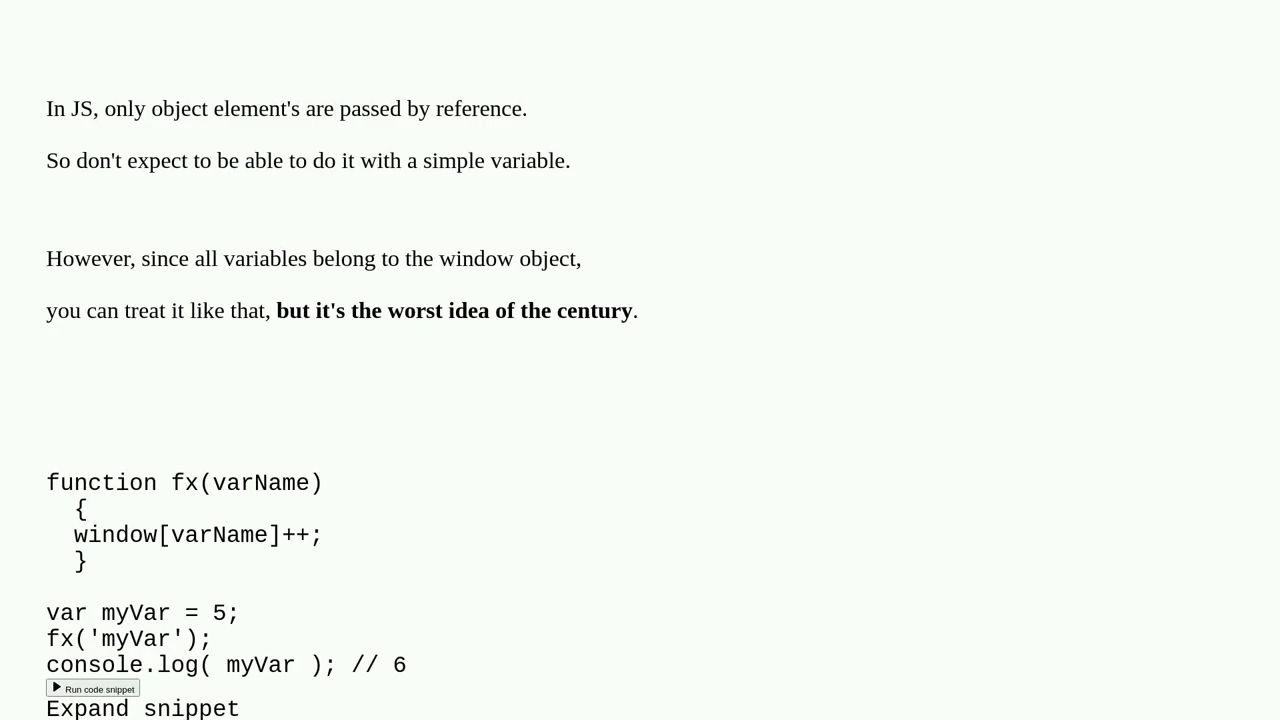 In JS, only object element's are passed by reference.
So don't expect to be able to do it with a simple variable.
However, since all variables belong to the window object,
you can treat it like that, but it's the worst idea of the century.
function fx(varName)
  {
  window[varName]++;
  }
var myVar = 5;
fx('myVar');
console.log( myVar ); // 6
Run code snippet
Expand snippet